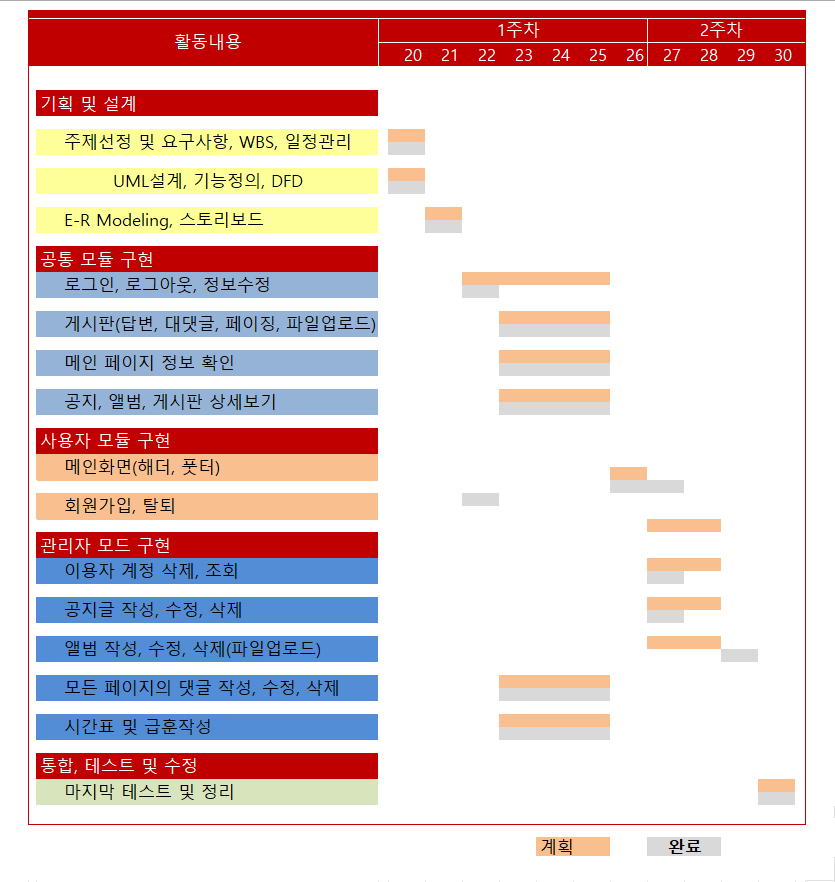 활동내용
1주차 2주차
20 21 22 23 24 25 26 27 28 29 30
기획 및 설계
주제선정 및 요구사항, WBS, 일정관리
UML설계, 기능정의, DFD
E-R Modeling, 스토리보드
공통 모듈 구현
로그인, 로그아웃, 정보수정
게시판(답변, 대댓글, 페이징, 파일업로드)
메인 페이지 정보 확인
공지, 앨범, 게시판 상세보기
사용자 모듈 구현
메인화면(해더, 풋터)
회원가입, 탈퇴
관리자 모드 구현
이용자 계정 삭제, 조회
공지글 작성, 수정, 삭제
앨범 작성, 수정, 삭제(파일업로드)
모든 페이지의 댓글 작성, 수정, 삭제
시간표 및 급훈작성
통합, 테스트 및 수정
마지막 테스트 및 정리
계획 완료